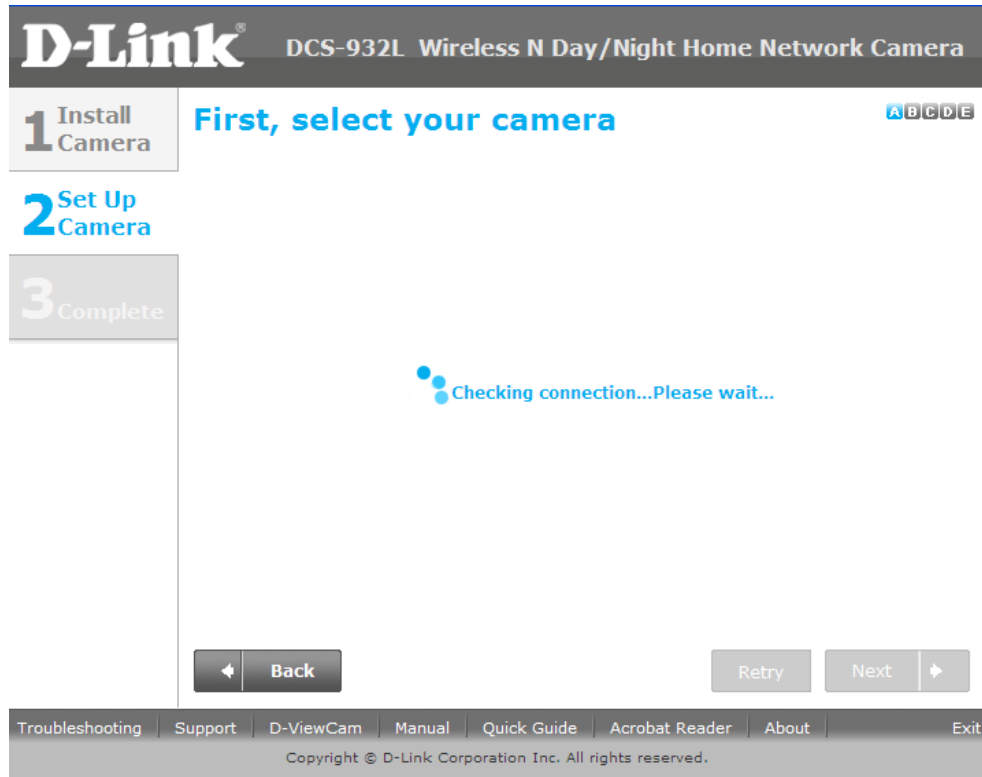 D-Link®
DCS-932L Wireless N Day/Night Home Network Camera
1 Install
Camera
First, select your camera
A B C D E
2 Set Up
Camera
3 Complete
Checking connection...Please wait...
Back
Retry
Next
Troubleshooting Support D-ViewCam Manual Quick Guide Acrobat Reader About Exit
Copyright © D-Link Corporation Inc. All rights reserved.